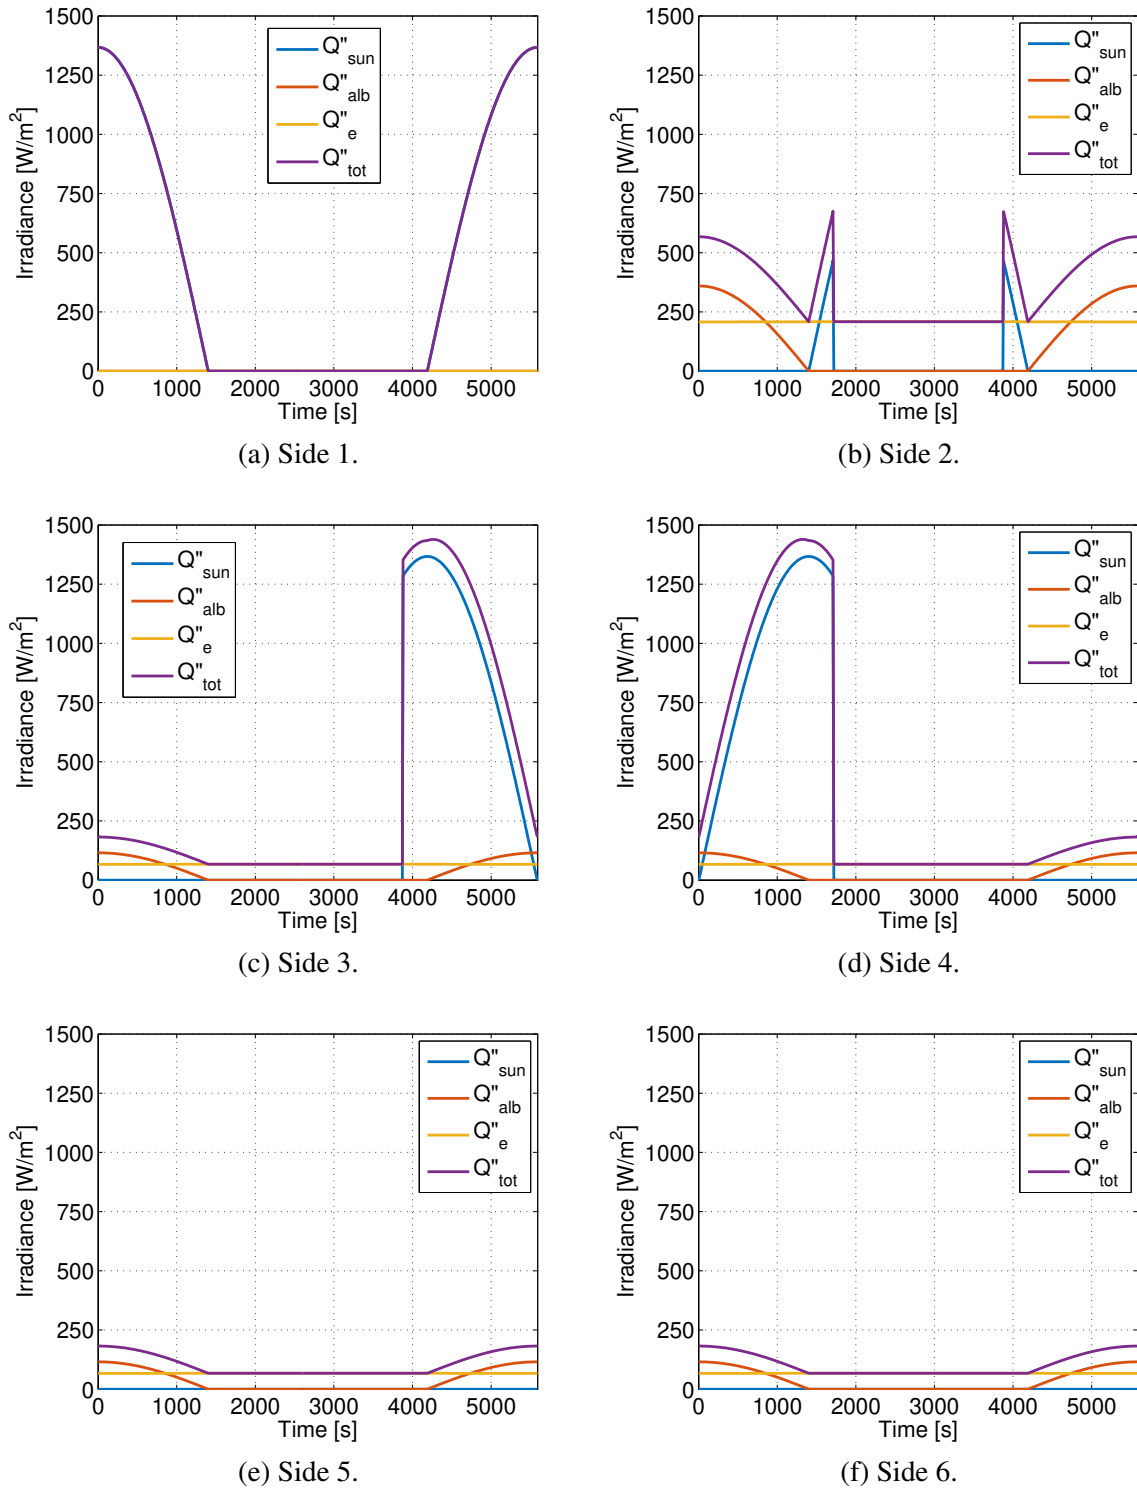 1500
1250
1000
750
500
250
0
Irradiance [W/m²]
Q"sun
Q"alb
Q"e
Q"tot
0 1000 2000 3000 4000 5000
Time [s]
(a) Side 1.
1500
1250
1000
750
500
250
0
Irradiance [W/m²]
Q"sun
Q"alb
Q"e
Q"tot
0 1000 2000 3000 4000 5000
Time [s]
(b) Side 2.
1500
1250
1000
750
500
250
0
Irradiance [W/m²]
Q"sun
Q"alb
Q"e
Q"tot
0 1000 2000 3000 4000 5000
Time [s]
(c) Side 3.
1500
1250
1000
750
500
250
0
Irradiance [W/m²]
Q"sun
Q"alb
Q"e
Q"tot
0 1000 2000 3000 4000 5000
Time [s]
(d) Side 4.
1500
1250
1000
750
500
250
0
Irradiance [W/m²]
Q"sun
Q"alb
Q"e
Q"tot
0 1000 2000 3000 4000 5000
Time [s]
(e) Side 5.
1500
1250
1000
750
500
250
0
Irradiance [W/m²]
Q"sun
Q"alb
Q"e
Q"tot
0 1000 2000 3000 4000 5000
Time [s]
(f) Side 6.